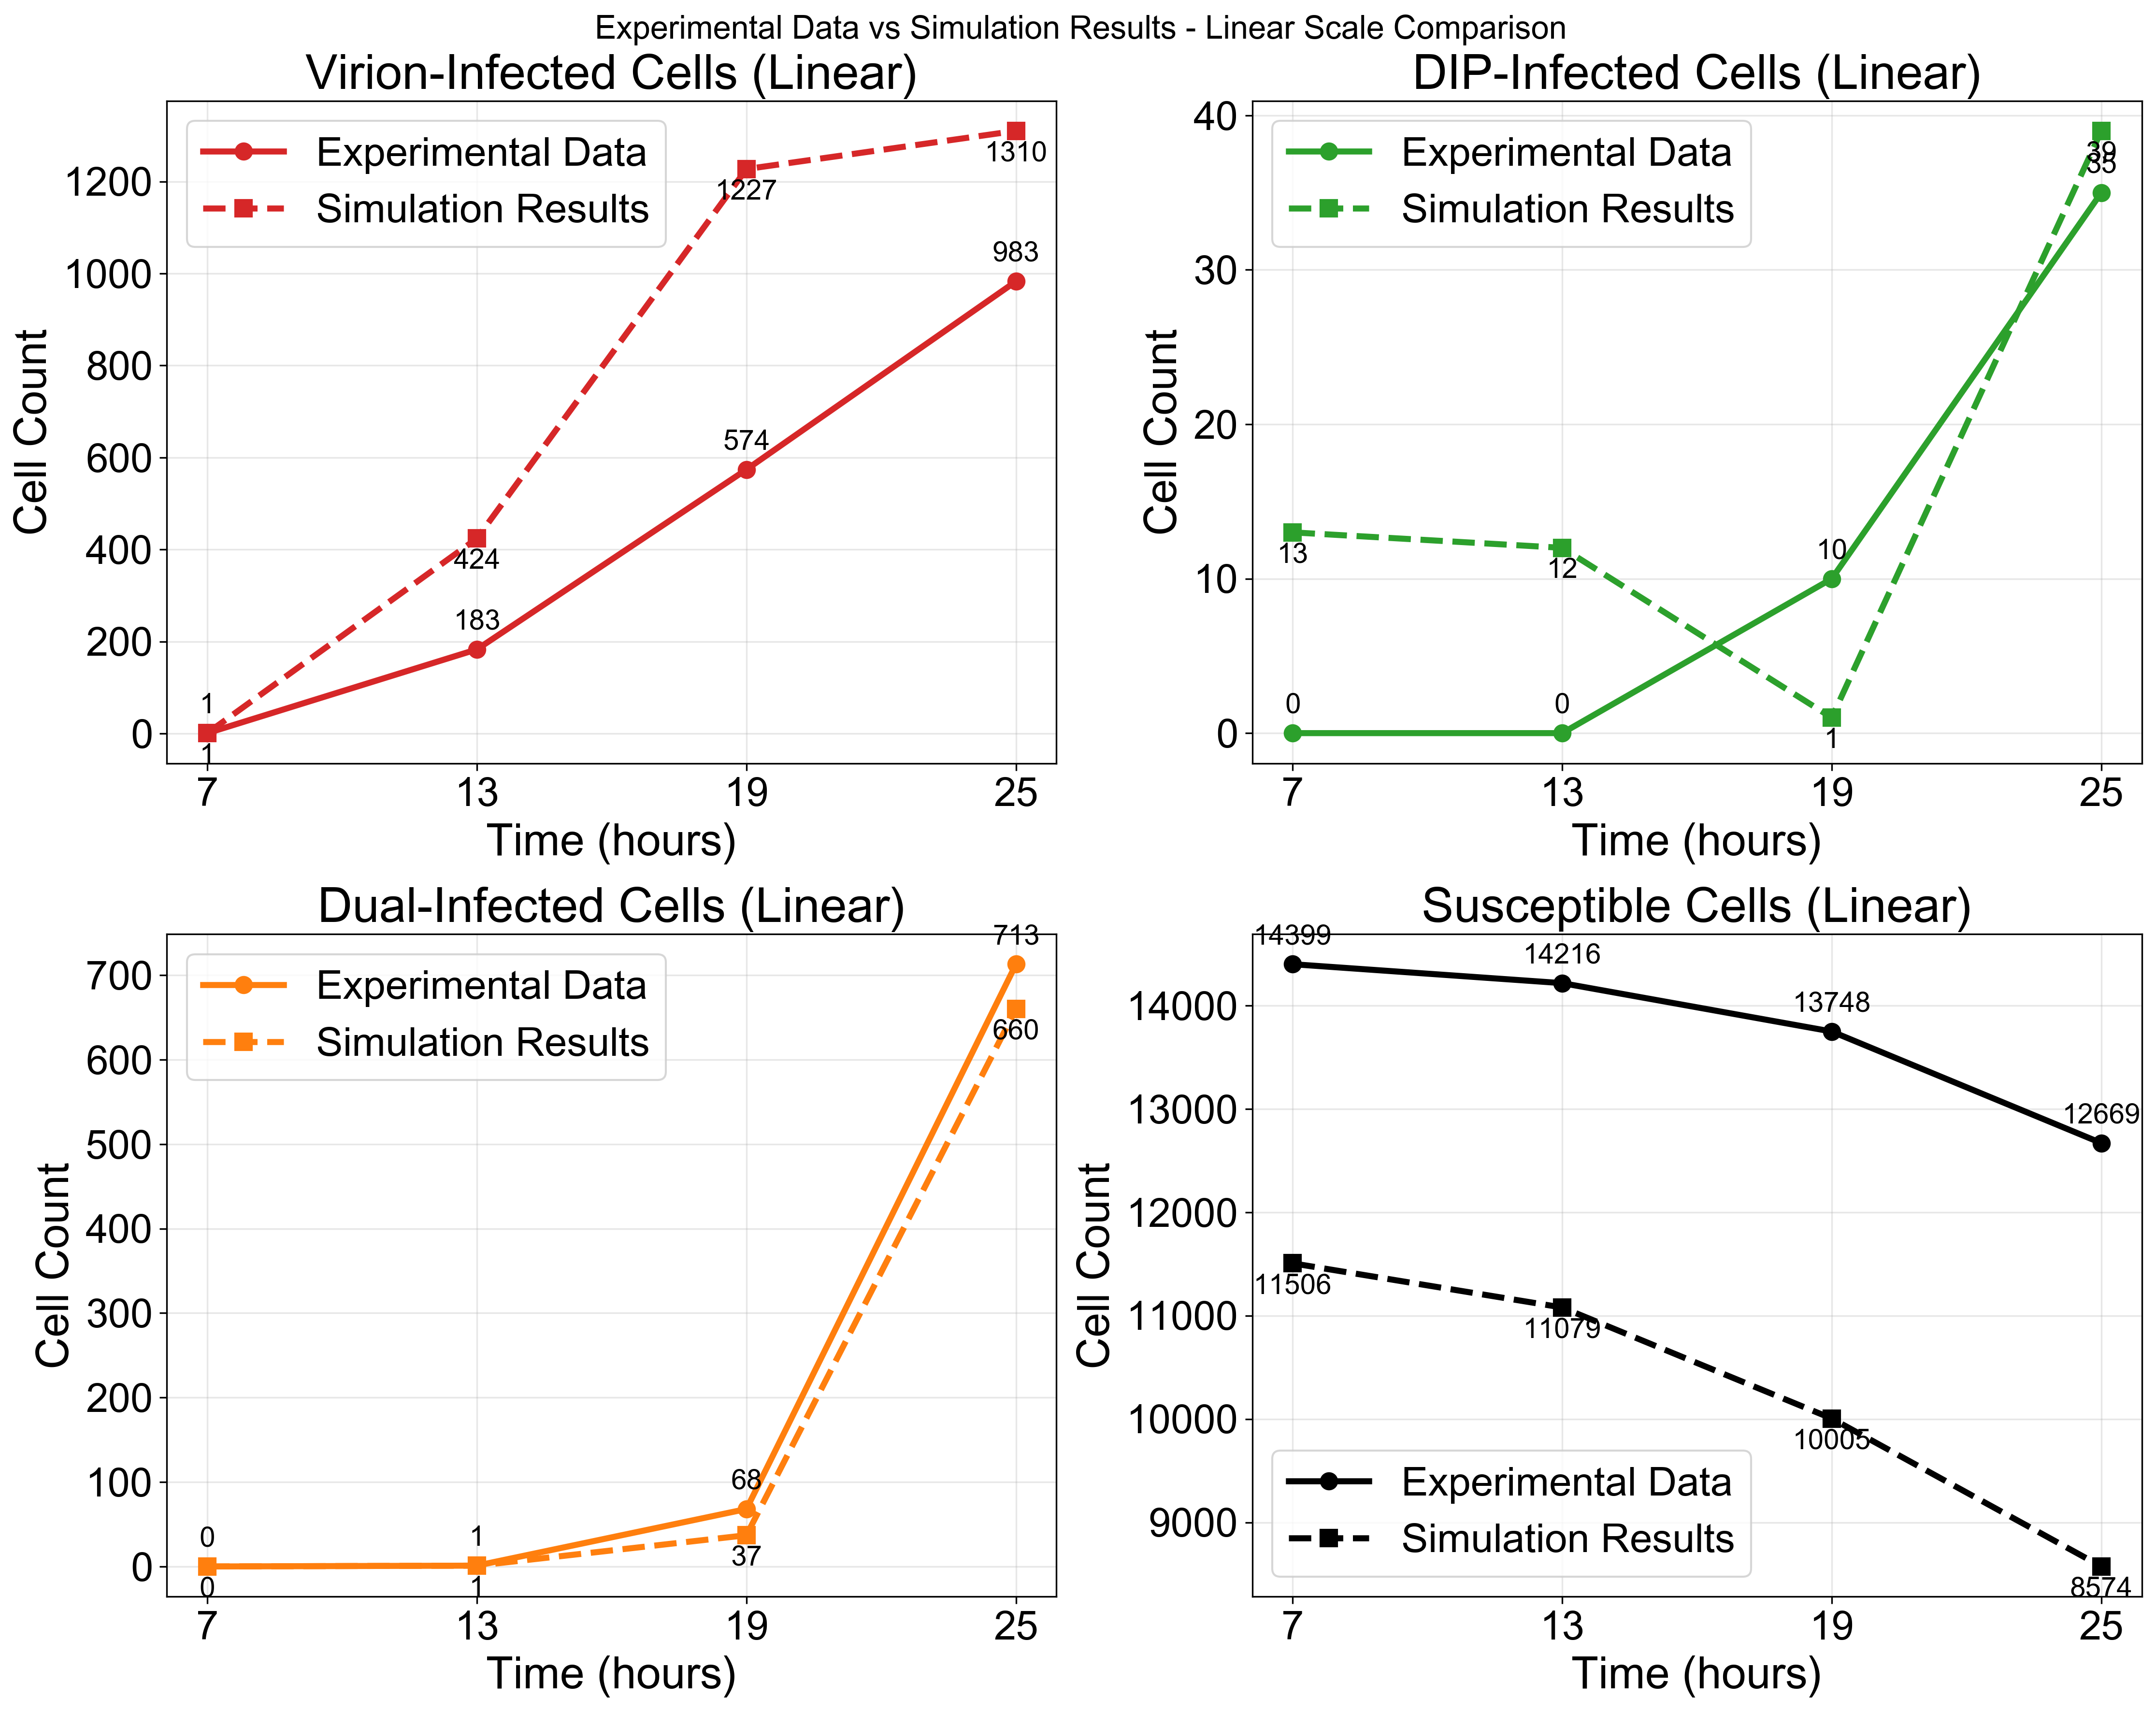 Experimental Data vs Simulation Results - Linear Scale Comparison
Virion-Infected Cells (Linear)
Experimental Data
Simulation Results
Cell Count
1200
1000
800
600
400
200
0
1310
1227
983
574
424
183
1
1
7 13 19 25
Time (hours)
DIP-Infected Cells (Linear)
Experimental Data
Simulation Results
Cell Count
40
30
20
10
0
39
35
13
12
10
0
0
1
7 13 19 25
Time (hours)
Dual-Infected Cells (Linear)
Experimental Data
Simulation Results
Cell Count
700
600
500
400
300
200
100
0
713
660
68
37
0
1
0
1
7 13 19 25
Time (hours)
Susceptible Cells (Linear)
Cell Count
14000
13000
12000
11000
10000
9000
14399
14216
13748
12669
11506
11079
10005
8574
Experimental Data
Simulation Results
7 13 19 25
Time (hours)